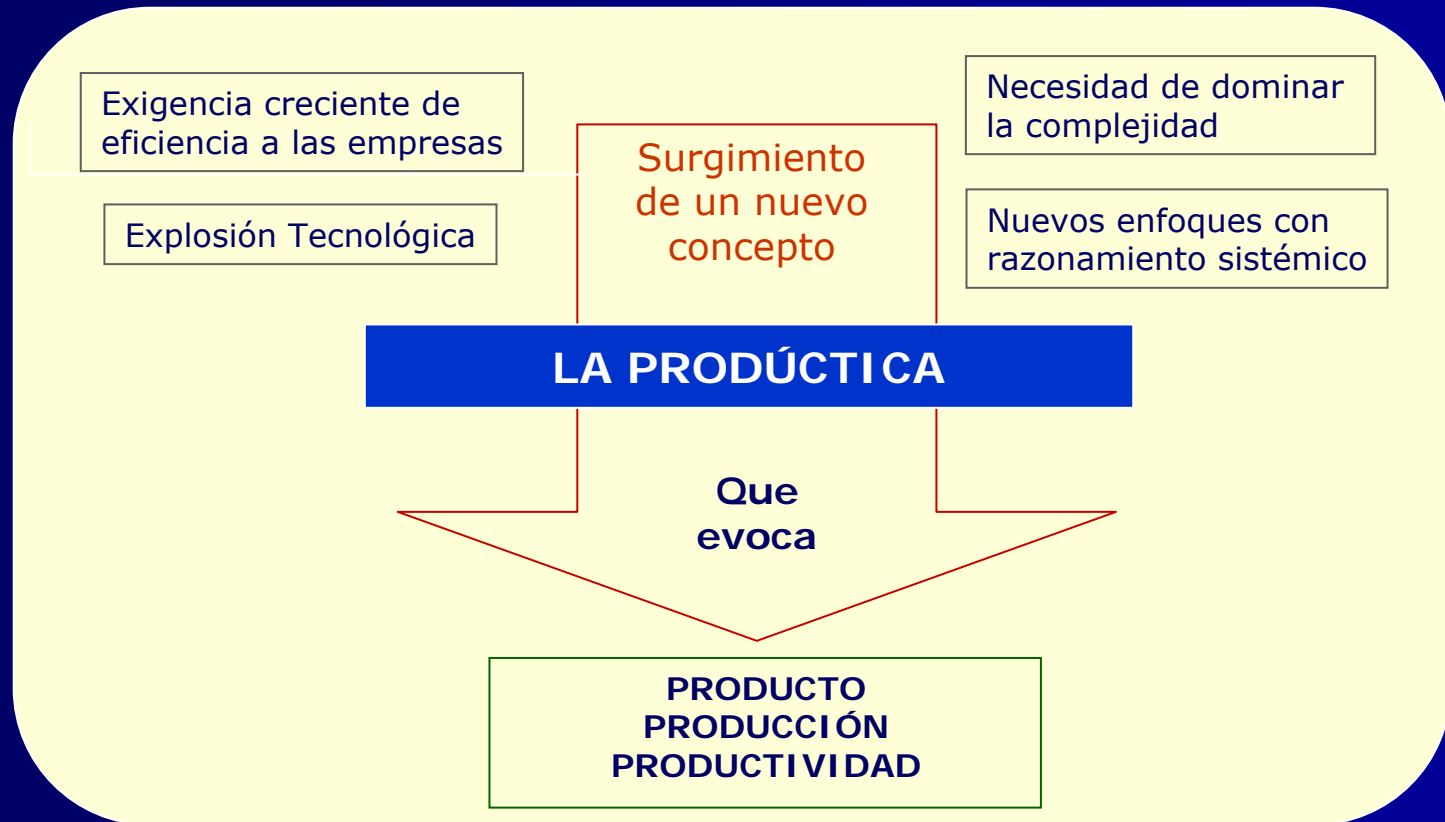 Exigencia creciente de
eficiencia a las empresas
Explosión Tecnológica
Surgimiento
de un nuevo
concepto
Necesidad de dominar
la complejidad
Nuevos enfoques con
razonamiento sistémico
LA PRODÚCTICA
Que
evoca
PRODUCTO
PRODUCCIÓN
PRODUCTIVIDAD